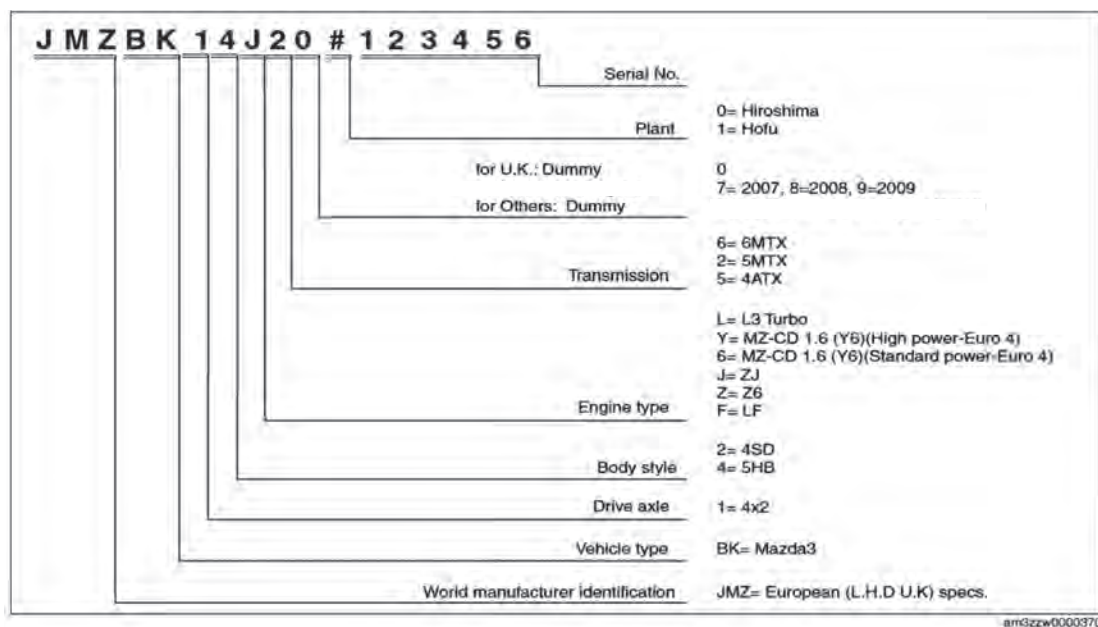 JMZBK14J20#123456
Serial No.
0= Hiroshima
Plant 1= Hofu
for U.K.: Dummy 0
7= 2007, 8=2008, 9=2009
for Others: Dummy
6= 6MTX
2= 5MTX
Transmission 5= 4ATX
L= L3 Turbo
Y= MZ-CD 1.6 (Y6)(High power-Euro 4)
6= MZ-CD 1.6 (Y6)(Standard power-Euro 4)
J= ZJ
Z= Z6
Engine type F= LF
2= 4SD
Body style 4= 5HB
Drive axle 1= 4x2
Vehicle type BK= Mazda3
World manufacturer identification JMZ= European (L.H.D U.K) specs.
am3zzw0000370